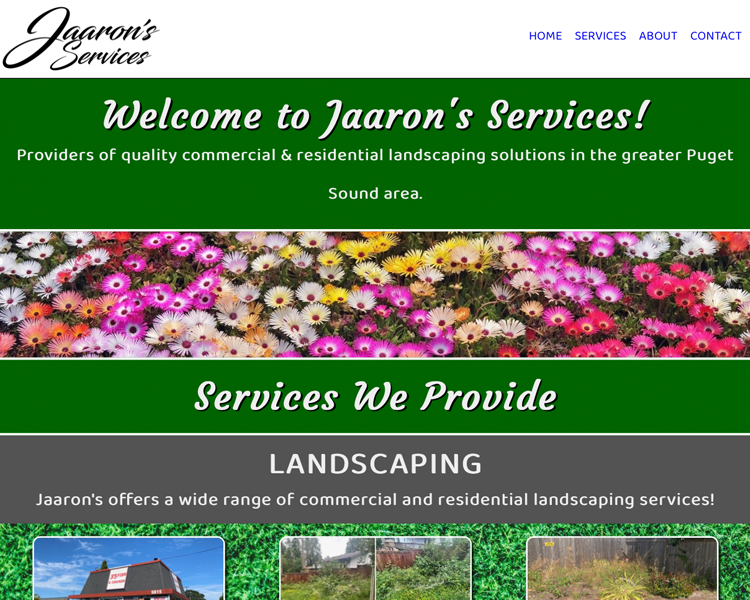 Jaaron's
Services
HOME SERVICES ABOUT CONTACT
Welcome to Jaaron's Services!
Providers of quality commercial & residential landscaping solutions in the greater Puget
Sound area.
Services We Provide
LANDSCAPING
Jaaron's offers a wide range of commercial and residential landscaping services!